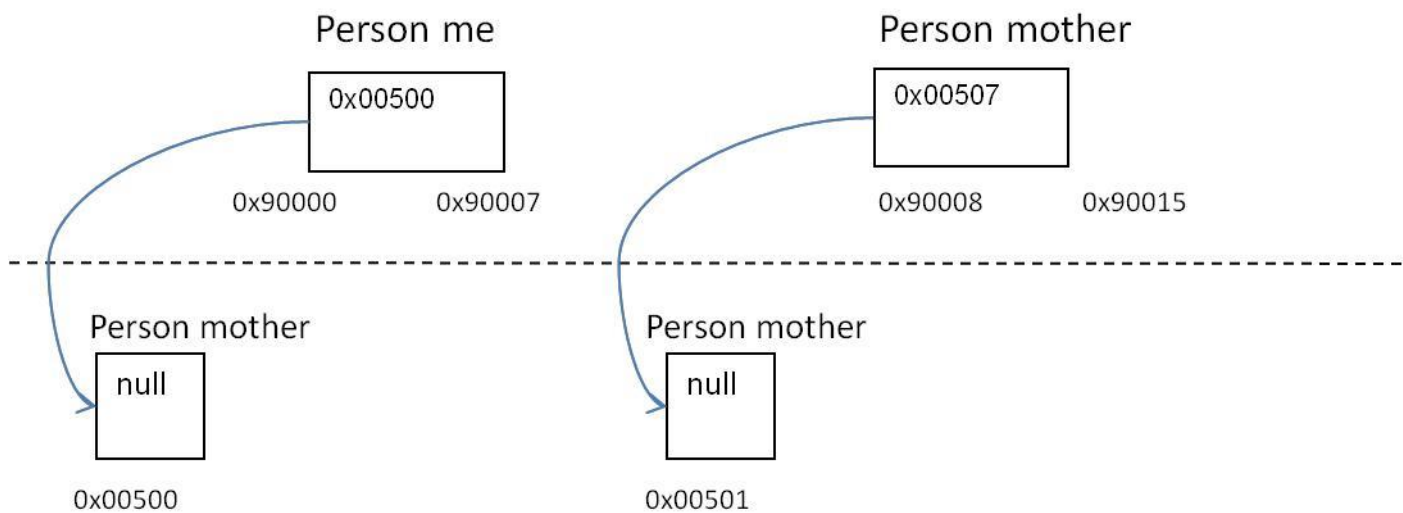 Person me
Person mother
0x00500
0x00507
0x90000
0x90007
0x90008
0x90015
Person mother
Person mother
null
null
0x00500
0x00501